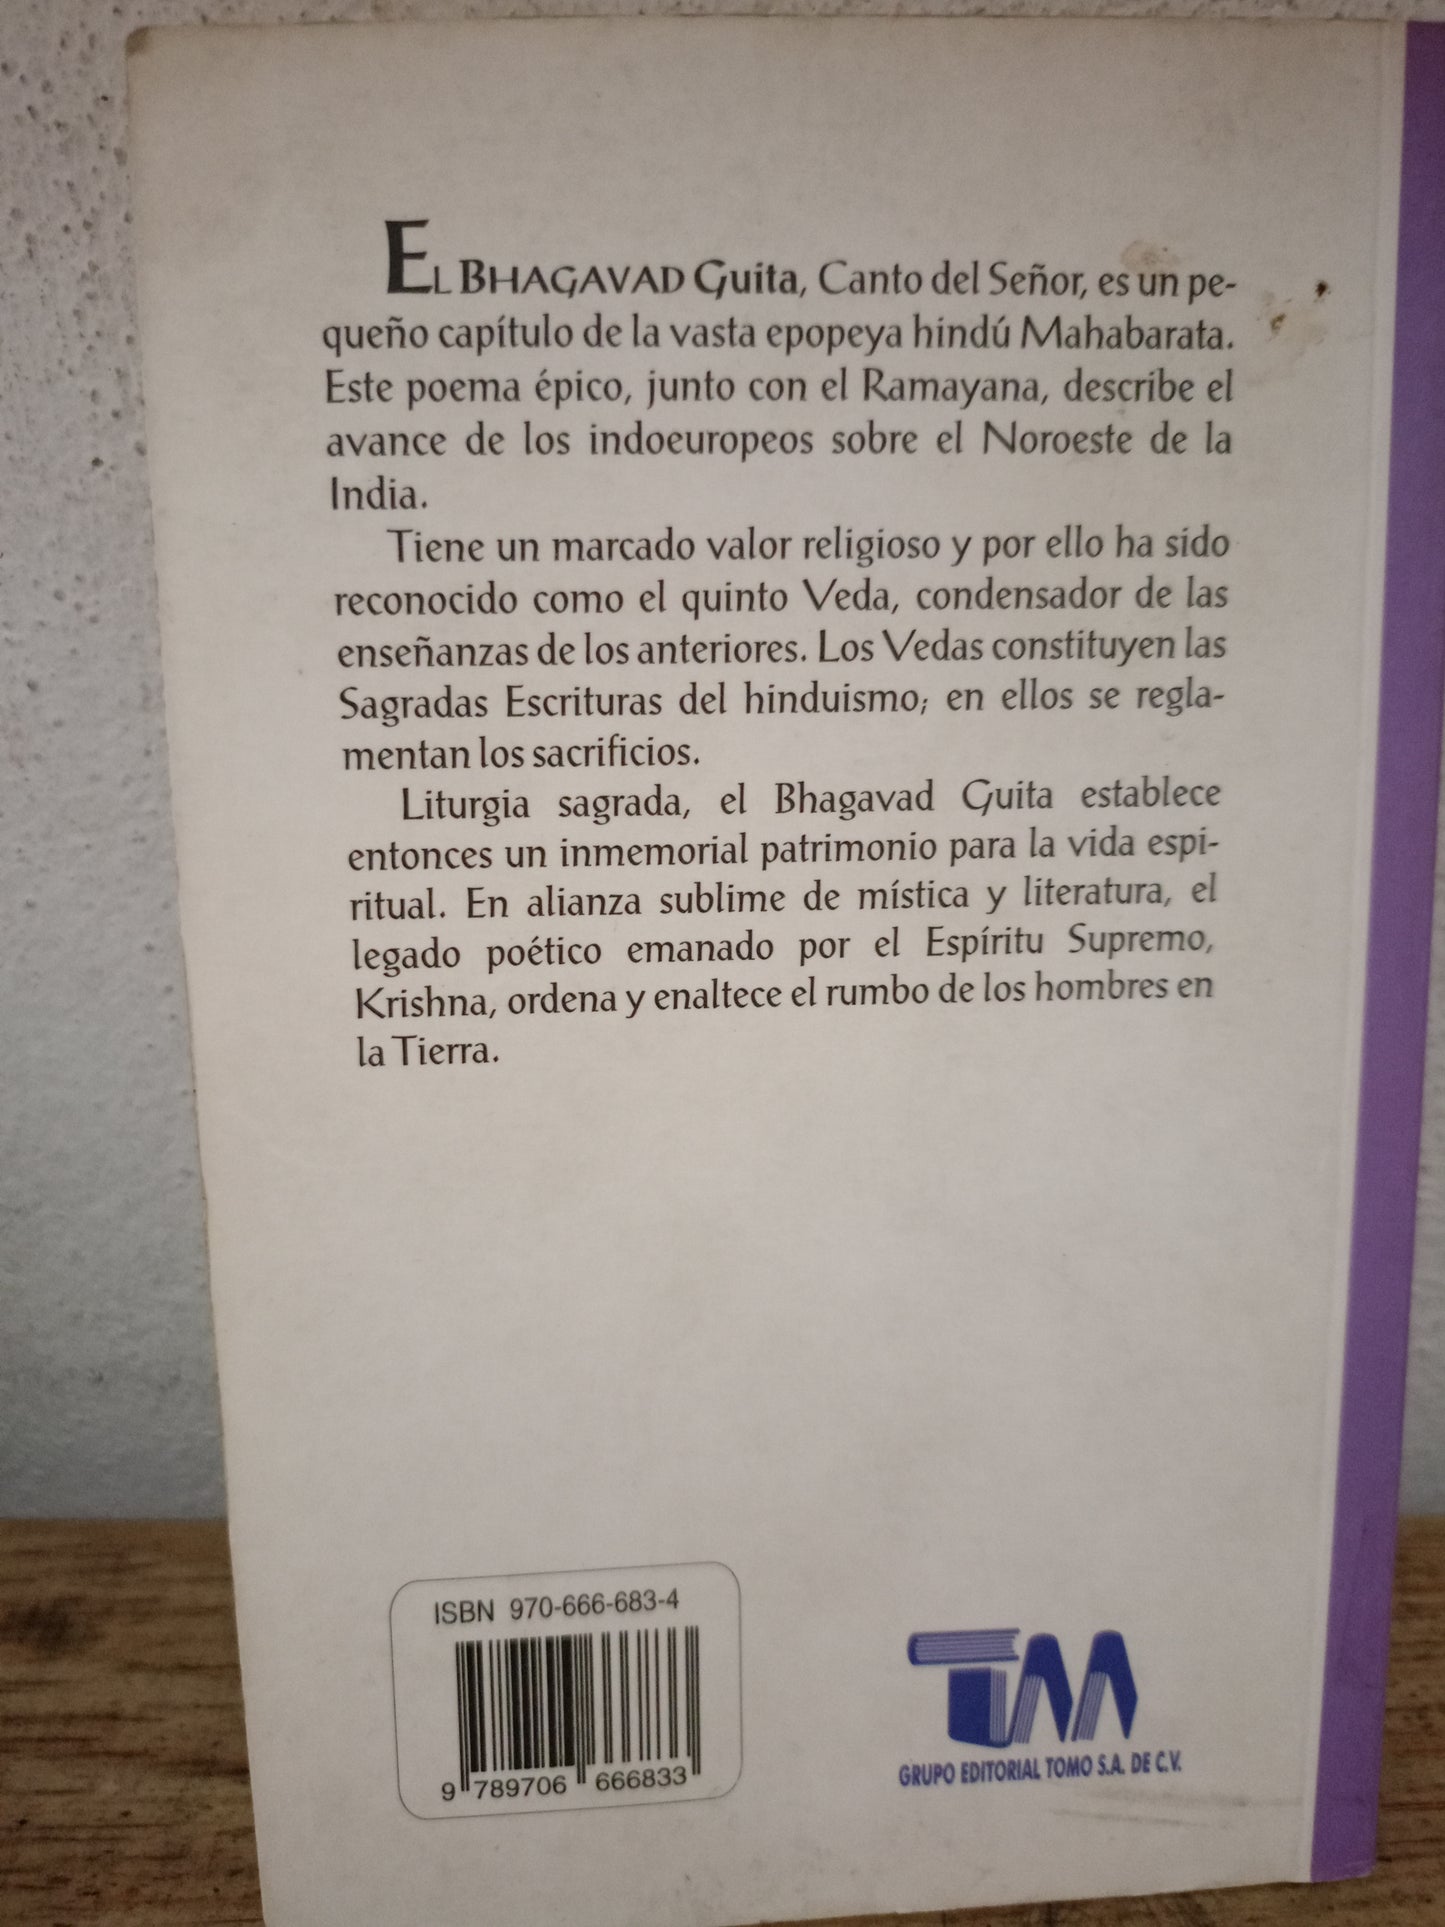 El Bhagavad Guita, Canto del Señor, es un pe-
queño capítulo de la vasta epopeya hindú Mahabarata.
Este poema épico, junto con el Ramayana, describe el
avance de los indoeuropeos sobre el Noroeste de la
India.
Tiene un marcado valor religioso y por ello ha sido
reconocido como el quinto Veda, condensador de las
enseñanzas de los anteriores. Los Vedas constituyen las
Sagradas Escrituras del hinduismo; en ellos se regla-
mentan los sacrificios.
Liturgia sagrada, el Bhagavad Guita establece
entonces un inmemorial patrimonio para la vida espi-
ritual. En alianza sublime de mística y literatura, el
legado poético emanado por el Espíritu Supremo,
Krishna, ordena y enaltece el rumbo de los hombres en
la Tierra.
ISBN 970-666-683-4
9 789706 666833
TM
GRUPO EDITORIAL TOMO S.A. DE C.V.